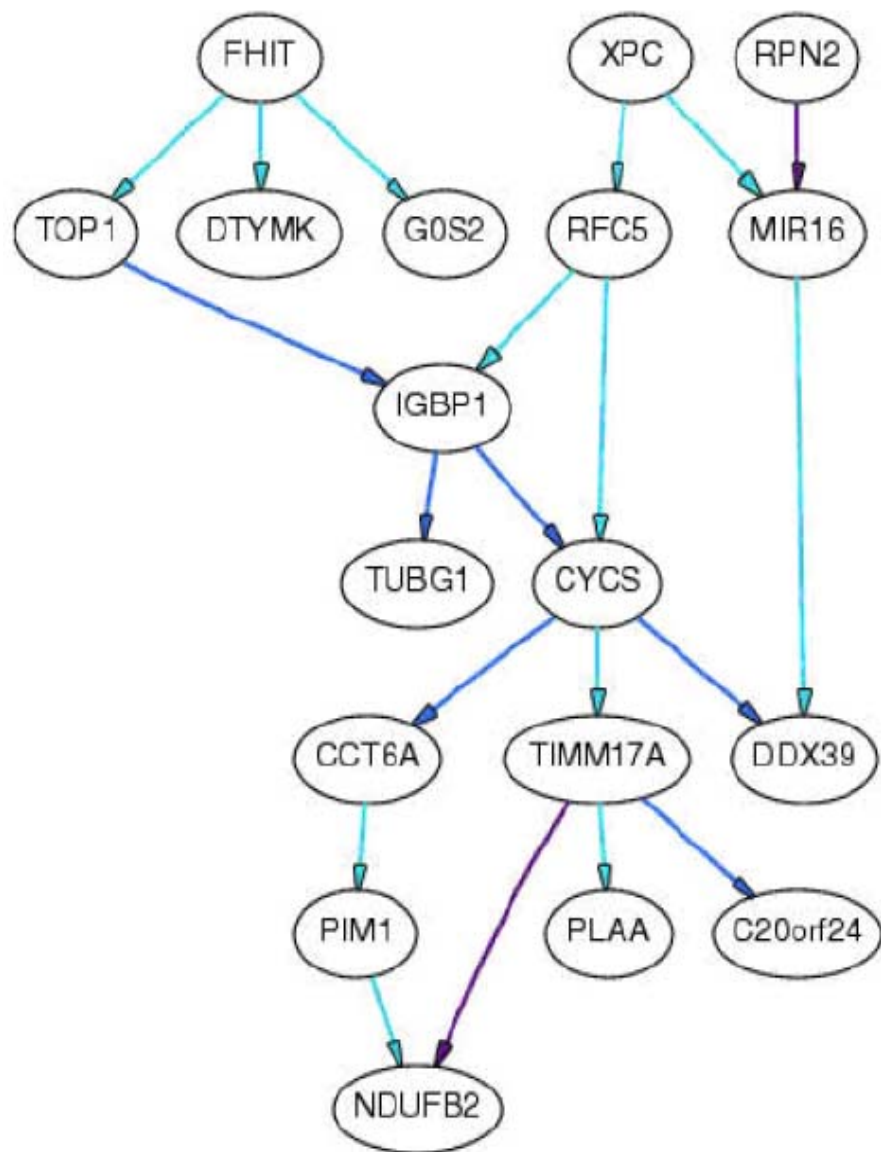 FHIT XPC RPN2
TOP1 DTYMK G0S2 RFC5 MIR16
IGBP1
TUBG1 CYCS
CCT6A TIMM17A DDX39
PIM1 PLAA C20orf24
NDUFB2